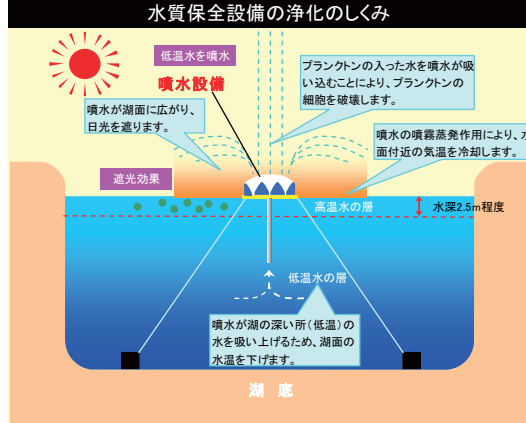 水質保全設備の浄化のしくみ
低温水を噴水
噴水設備
プランクトンの入った水を噴水が吸
い込むことにより、プランクトンの
細胞を破壊します。
噴水が湖面に広がり、
日光を遮ります。
噴水の噴霧蒸発作用により、水
面付近の気温を冷却します。
遮光効果
高温水の層
水深2.5m程度
低温水の層
噴水が湖の深い所（低温）の
水を吸い上げるため、湖面の
水温を下げます。
湖 底